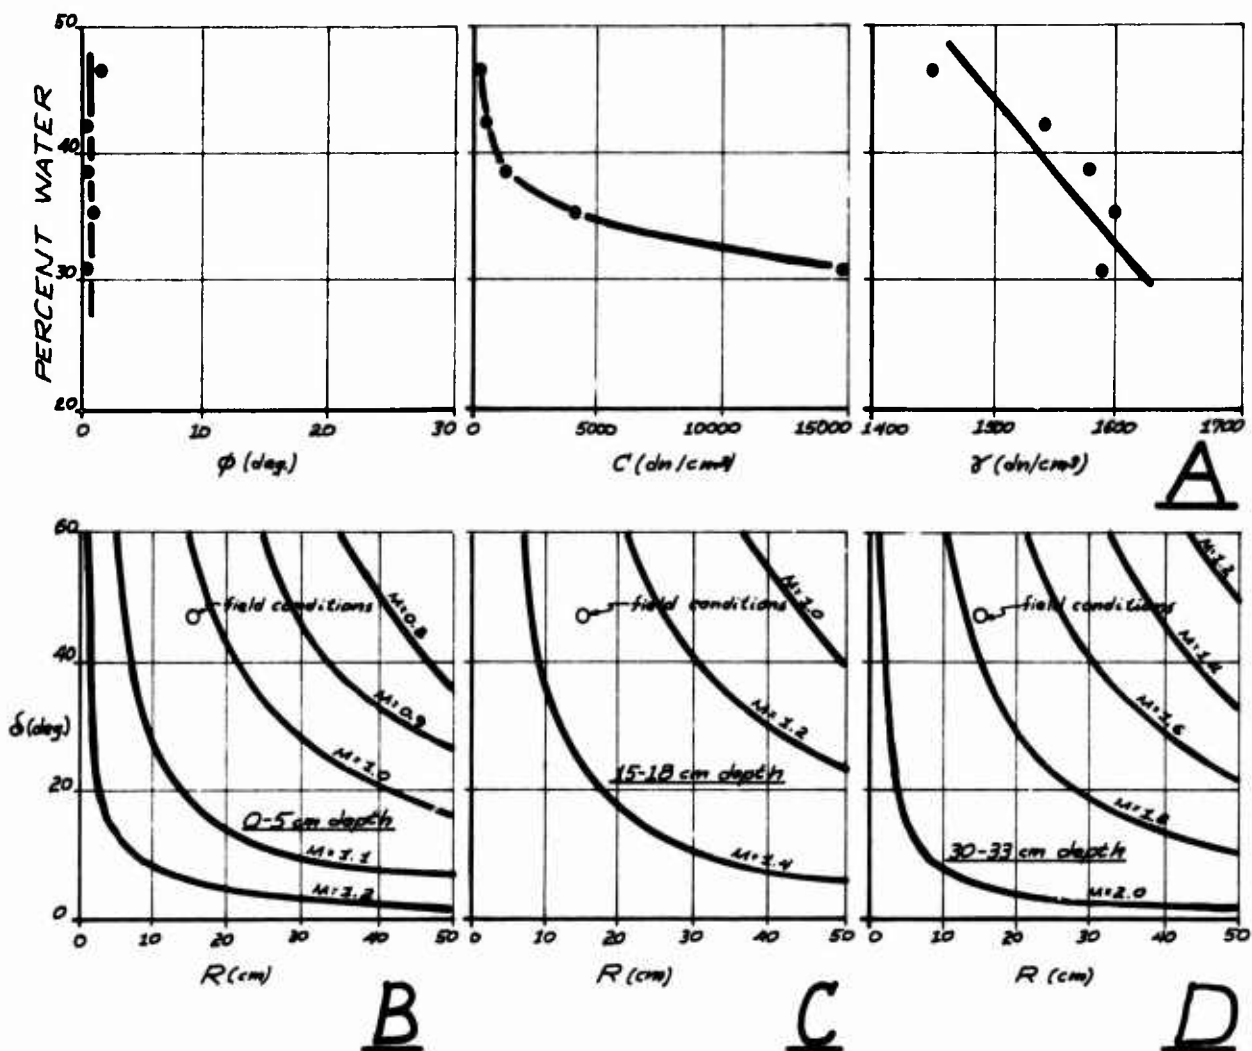 50
40
30
20
PERCENT WATER
0 10 20 30
φ (deg.)
0 5000 10000 15000
C (dn/cm²)
1400 1500 1600 1700
γ (dn/cm³)
A
60
40
20
0
δ (deg.)
field conditions
M=0.8
M=0.9
M=1.0
0-5 cm depth
M=1.1
M=1.2
0 10 20 30 40 50
R (cm)
B
field conditions
M=1.0
M=1.2
15-18 cm depth
M=1.4
0 10 20 30 40 50
R (cm)
C
M=1.2
field conditions
M=1.4
M=1.6
M=1.8
30-33 cm depth
M=2.0
0 10 20 30 40 50
R (cm)
D